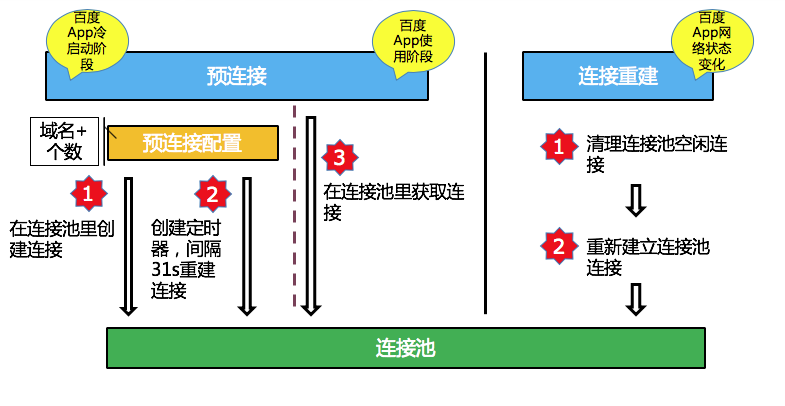 百度
App冷
启动阶
段
百度
App使
用阶段
百度
App网
络状态
变化
预连接
连接重建
域名+
个数
预连接配置
1
在连接池里创
建连接
2
创建定时
器，间隔
31s重建
连接
3
在连接池里获取连
接
1
清理连接池空闲连
接
2
重新建立连接池
连接
连接池